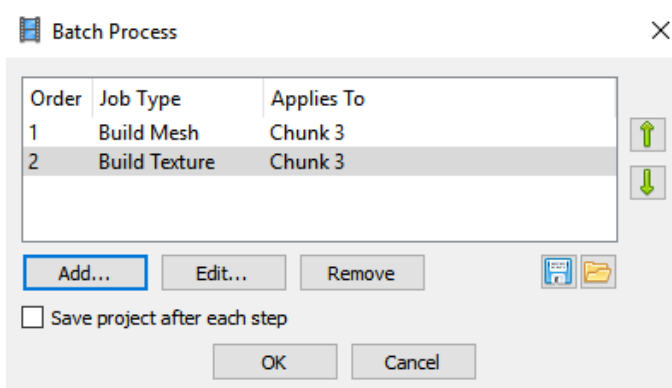 Batch Process
Order Job Type Applies To
1 Build Mesh Chunk 3
2 Build Texture Chunk 3
Add... Edit... Remove
Save project after each step
OK Cancel